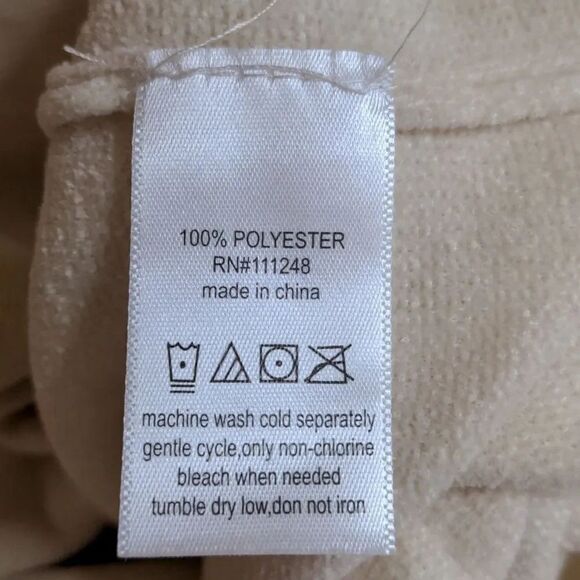 100% POLYESTER
RN#111248
made in china
machine wash cold separately
gentle cycle,only non-chlorine
bleach when needed
tumble dry low,don not iron